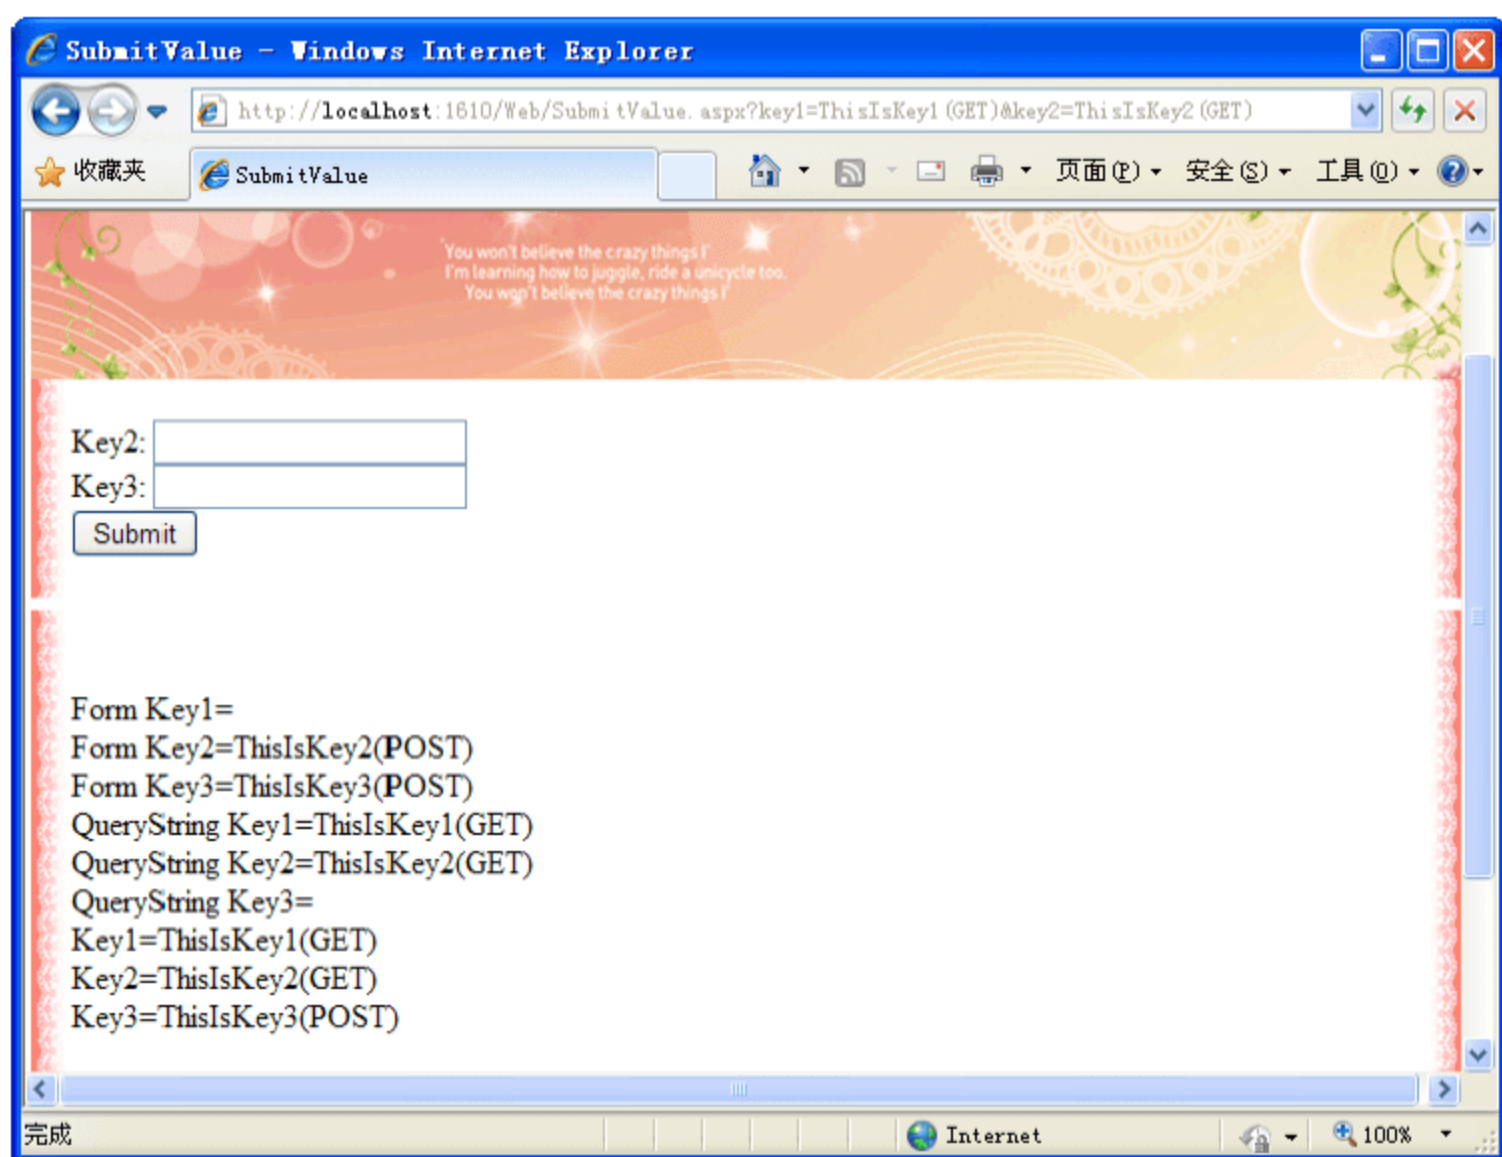 SubmitValue - Windows Internet Explorer
http://localhost:1610/Web/SubmitValue.aspx?key1=ThisIsKey1(GET)&key2=ThisIsKey2(GET)
收藏夹 SubmitValue 页面(P) 安全(S) 工具(O)
You won't believe the crazy things I'
I'm learning how to juggle, ride a unicycle too.
You won't believe the crazy things I'
Key2:
Key3:
Submit
Form Key1=
Form Key2=ThisIsKey2(POST)
Form Key3=ThisIsKey3(POST)
QueryString Key1=ThisIsKey1(GET)
QueryString Key2=ThisIsKey2(GET)
QueryString Key3=
Key1=ThisIsKey1(GET)
Key2=ThisIsKey2(GET)
Key3=ThisIsKey3(POST)
完成 Internet 100%